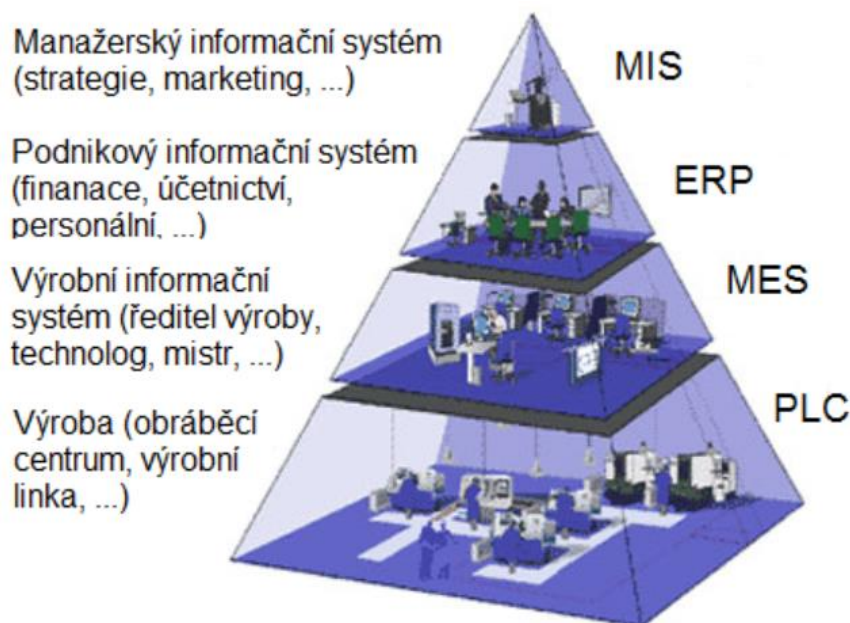 Manažerský informační systém
(strategie, marketing, ...)
MIS
Podnikový informační systém
(finanace, účetnictví,
personální, ...)
ERP
Výrobní informační
systém (ředitel výroby,
technolog, mistr, ...)
MES
Výroba (obráběcí
centrum, výrobní
linka, ...)
PLC